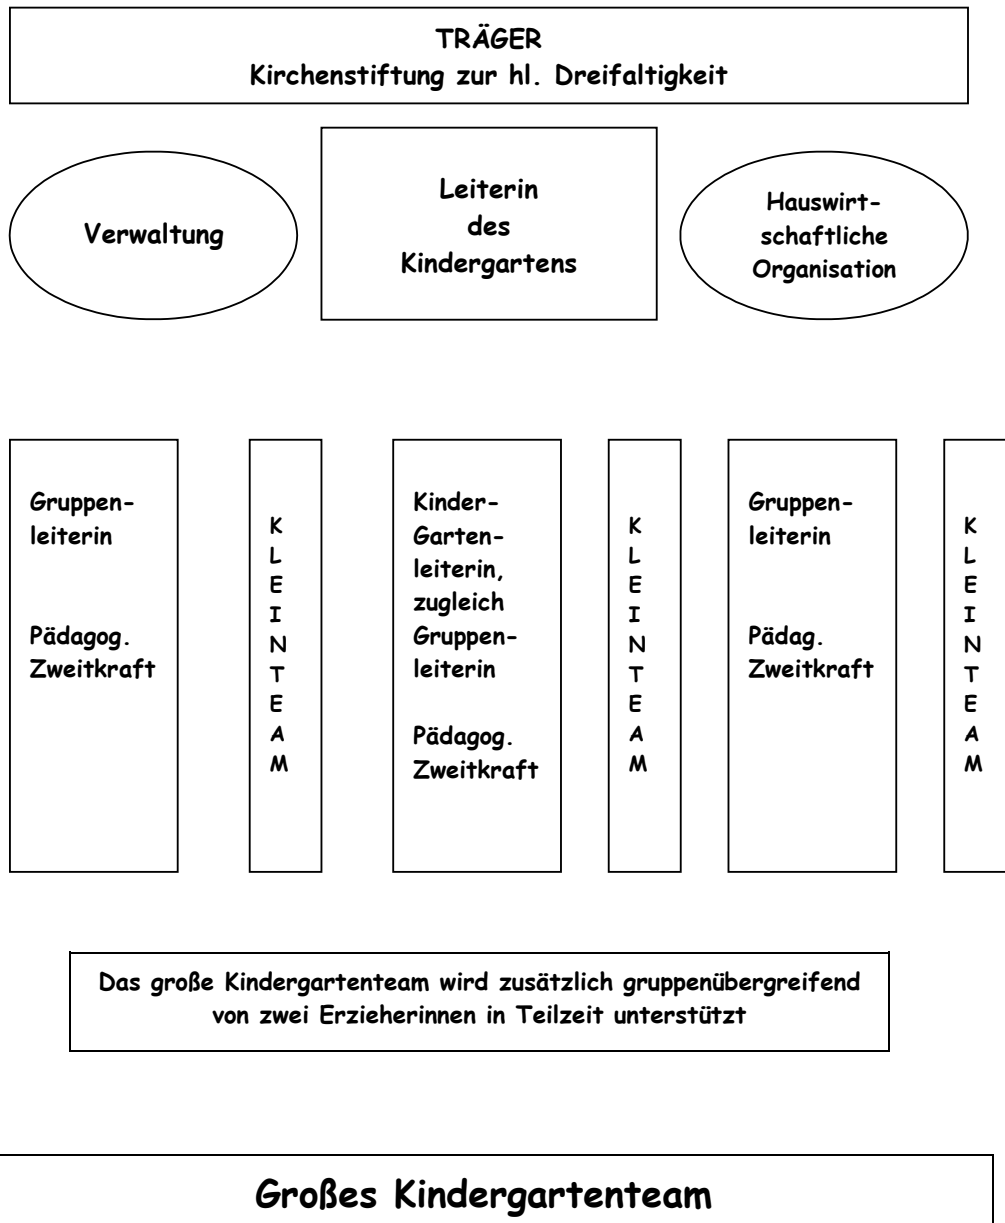 TRÄGER
Kirchenstiftung zur hl. Dreifaltigkeit
Verwaltung
Leiterin
des
Kindergartens
Hauswirt-
schaftliche
Organisation
Gruppen-
leiterin
Pädagog.
Zweitkraft
K
L
E
I
N
T
E
A
M
Kinder-
Garten-
leiterin,
zugleich
Gruppen-
leiterin
Pädagog.
Zweitkraft
K
L
E
I
N
T
E
A
M
Gruppen-
leiterin
Pädag.
Zweitkraft
K
L
E
I
N
T
E
A
M
Das große Kindergartenteam wird zusätzlich gruppenübergreifend
von zwei Erzieherinnen in Teilzeit unterstützt
Großes Kindergartenteam